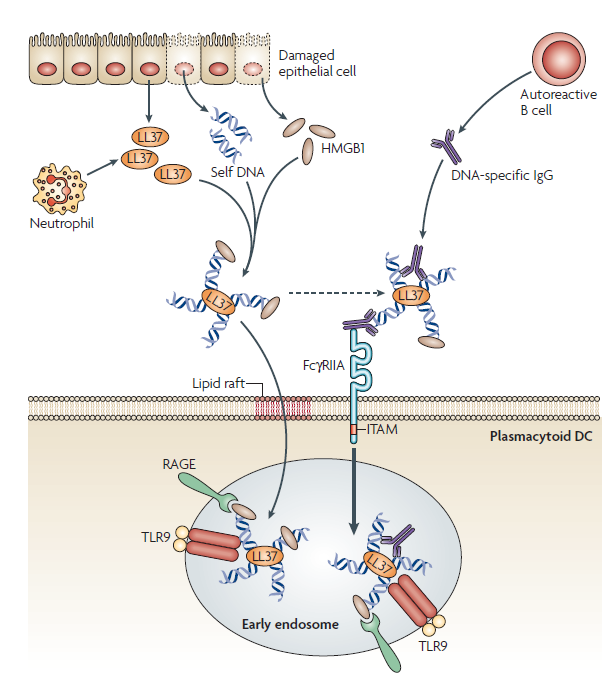 Damaged
epithelial cell
Autoreactive
B cell
LL37
LL37
LL37
Self DNA
HMGB1
DNA-specific IgG
Neutrophil
LL37
LL37
FcγRIIA
Lipid raft
ITAM
Plasmacytoid DC
RAGE
TLR9
LL37
LL37
Early endosome
TLR9